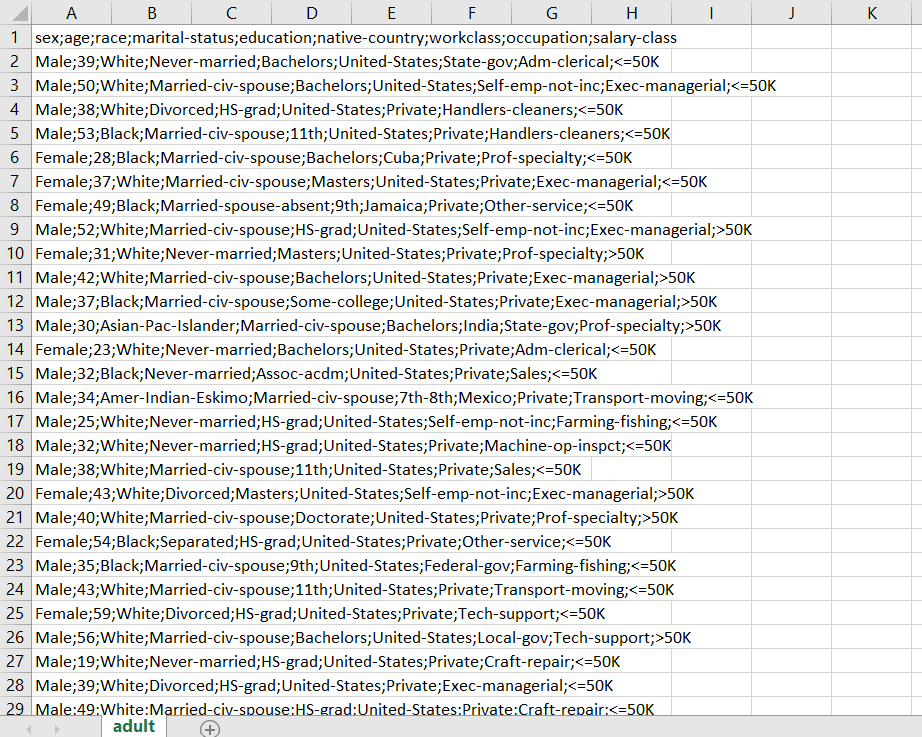 A B C D E F G H I J K
1 sex;age;race;marital-status;education;native-country;workclass;occupation;salary-class
2 Male;39;White;Never-married;Bachelors;United-States;State-gov;Adm-clerical;<=50K
3 Male;50;White;Married-civ-spouse;Bachelors;United-States;Self-emp-not-inc;Exec-managerial;<=50K
4 Male;38;White;Divorced;HS-grad;United-States;Private;Handlers-cleaners;<=50K
5 Male;53;Black;Married-civ-spouse;11th;United-States;Private;Handlers-cleaners;<=50K
6 Female;28;Black;Married-civ-spouse;Bachelors;Cuba;Private;Prof-specialty;<=50K
7 Female;37;White;Married-civ-spouse;Masters;United-States;Private;Exec-managerial;<=50K
8 Female;49;Black;Married-spouse-absent;9th;Jamaica;Private;Other-service;<=50K
9 Male;52;White;Married-civ-spouse;HS-grad;United-States;Self-emp-not-inc;Exec-managerial;>50K
10 Female;31;White;Never-married;Masters;United-States;Private;Prof-specialty;>50K
11 Male;42;White;Married-civ-spouse;Bachelors;United-States;Private;Exec-managerial;>50K
12 Male;37;Black;Married-civ-spouse;Some-college;United-States;Private;Exec-managerial;>50K
13 Male;30;Asian-Pac-Islander;Married-civ-spouse;Bachelors;India;State-gov;Prof-specialty;>50K
14 Female;23;White;Never-married;Bachelors;United-States;Private;Adm-clerical;<=50K
15 Male;32;Black;Never-married;Assoc-acdm;United-States;Private;Sales;<=50K
16 Male;34;Amer-Indian-Eskimo;Married-civ-spouse;7th-8th;Mexico;Private;Transport-moving;<=50K
17 Male;25;White;Never-married;HS-grad;United-States;Self-emp-not-inc;Farming-fishing;<=50K
18 Male;32;White;Never-married;HS-grad;United-States;Private;Machine-op-inspct;<=50K
19 Male;38;White;Married-civ-spouse;11th;United-States;Private;Sales;<=50K
20 Female;43;White;Divorced;Masters;United-States;Self-emp-not-inc;Exec-managerial;>50K
21 Male;40;White;Married-civ-spouse;Doctorate;United-States;Private;Prof-specialty;>50K
22 Female;54;Black;Separated;HS-grad;United-States;Private;Other-service;<=50K
23 Male;35;Black;Married-civ-spouse;9th;United-States;Federal-gov;Farming-fishing;<=50K
24 Male;43;White;Married-civ-spouse;11th;United-States;Private;Transport-moving;<=50K
25 Female;59;White;Divorced;HS-grad;United-States;Private;Tech-support;<=50K
26 Male;56;White;Married-civ-spouse;Bachelors;United-States;Local-gov;Tech-support;>50K
27 Male;19;White;Never-married;HS-grad;United-States;Private;Craft-repair;<=50K
28 Male;39;White;Divorced;HS-grad;United-States;Private;Exec-managerial;<=50K
29 Male;49;White;Married-civ-spouse;HS-grad;United-States;Private;Craft-repair;<=50K
adult